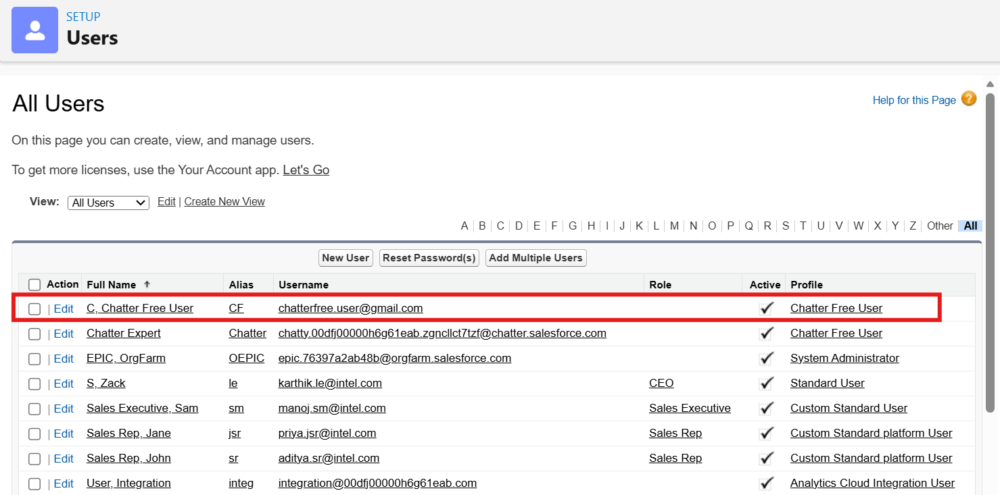 SETUP
Users
All Users
Help for this Page ?
On this page you can create, view, and manage users.
To get more licenses, use the Your Account app. Let's Go
View: All Users Edit | Create New View
A | B | C | D | E | F | G | H | I | J | K | L | M | N | O | P | Q | R | S | T | U | V | W | X | Y | Z | Other | All
New User Reset Password(s) Add Multiple Users
Action Full Name ↑ Alias Username Role Active Profile
| Edit C, Chatter Free User CF chatterfree.user@gmail.com Chatter Free User
| Edit Chatter Expert Chatter chatty.00dfj00000h6g61eab.zgncllct7tzf@chatter.salesforce.com Chatter Free User
| Edit EPIC, OrgFarm OEPIC epic.76397a2ab48b@orgfarm.salesforce.com System Administrator
| Edit S, Zack le karthik.le@intel.com CEO Standard User
| Edit Sales Executive, Sam sm manoj.sm@intel.com Sales Executive Custom Standard User
| Edit Sales Rep, Jane jsr priya.jsr@intel.com Sales Rep Custom Standard platform User
| Edit Sales Rep, John sr aditya.sr@intel.com Sales Rep Custom Standard platform User
| Edit User, Integration integ integration@00dfj00000h6g61eab.com Analytics Cloud Integration User